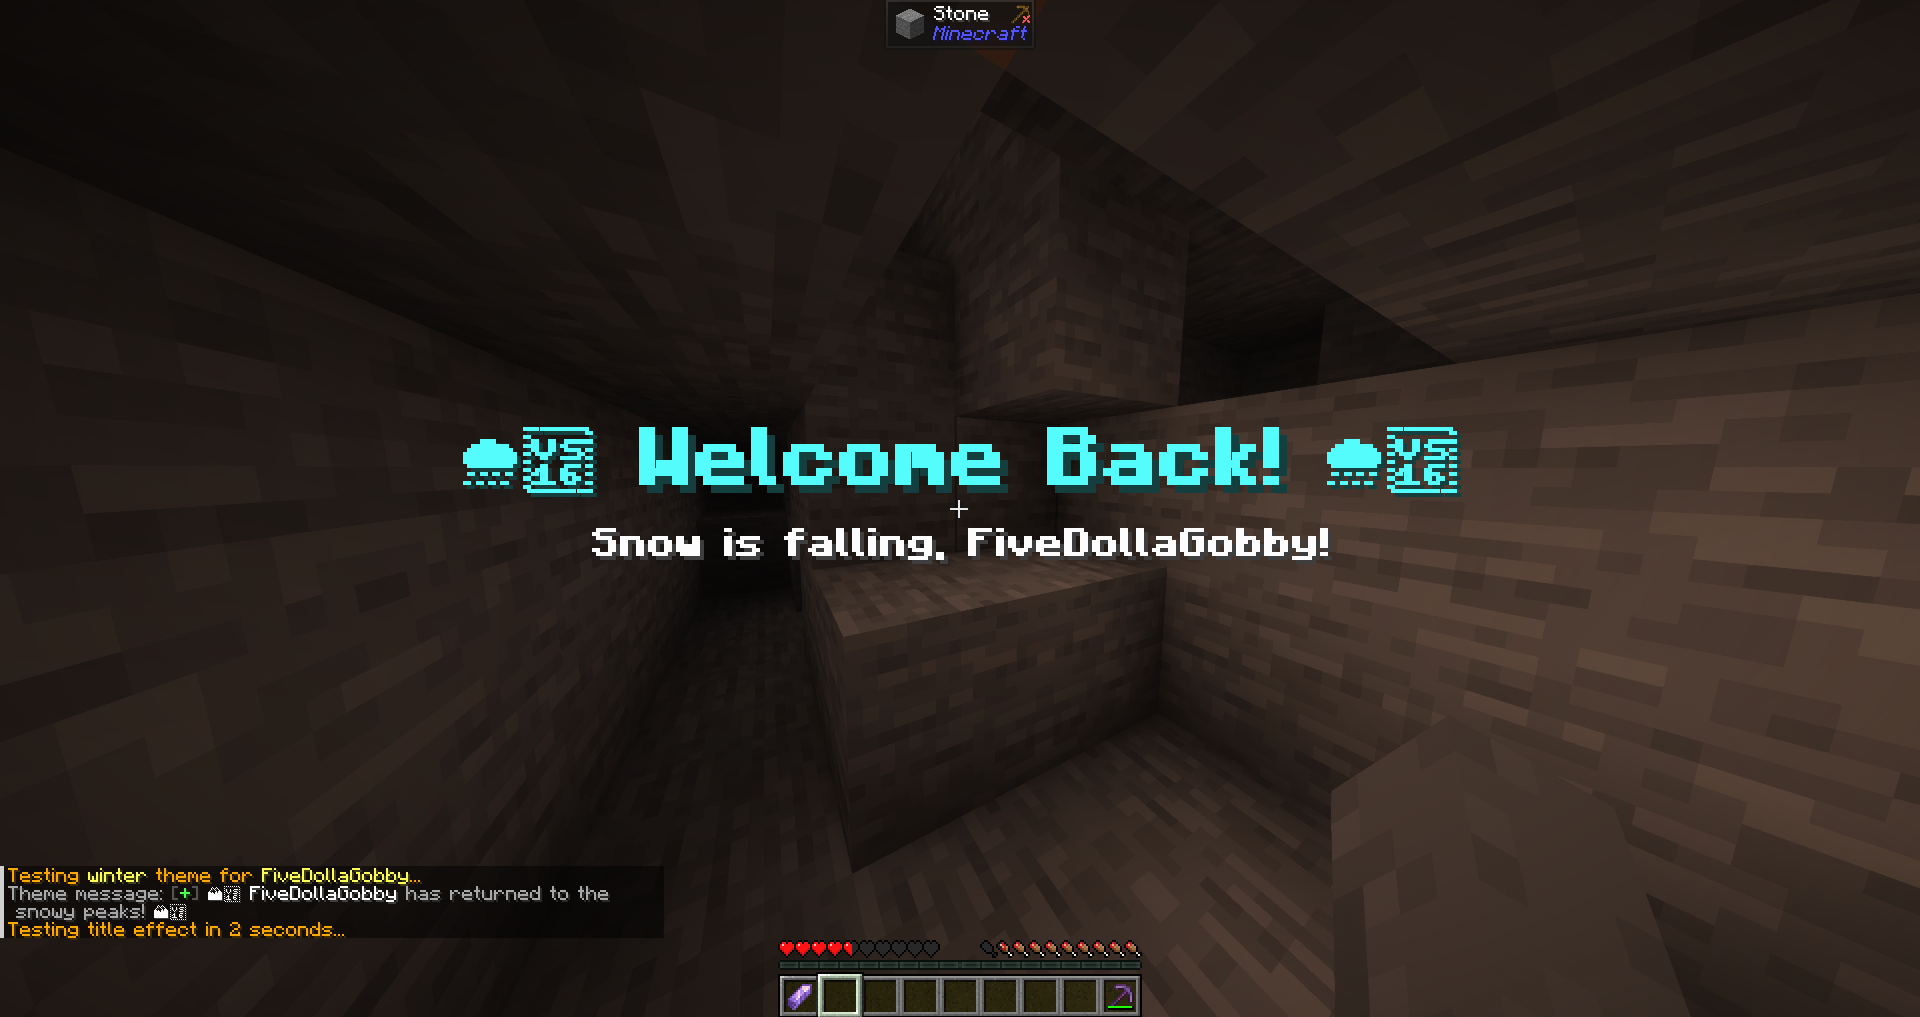 Stone
Minecraft
🌨️ Welcome Back! 🌨️
Snow is falling, FiveDollaGobby!
Testing winter theme for FiveDollaGobby...
Theme message: [+] 🏔️ FiveDollaGobby has returned to the
snowy peaks! 🏔️
Testing title effect in 2 seconds...